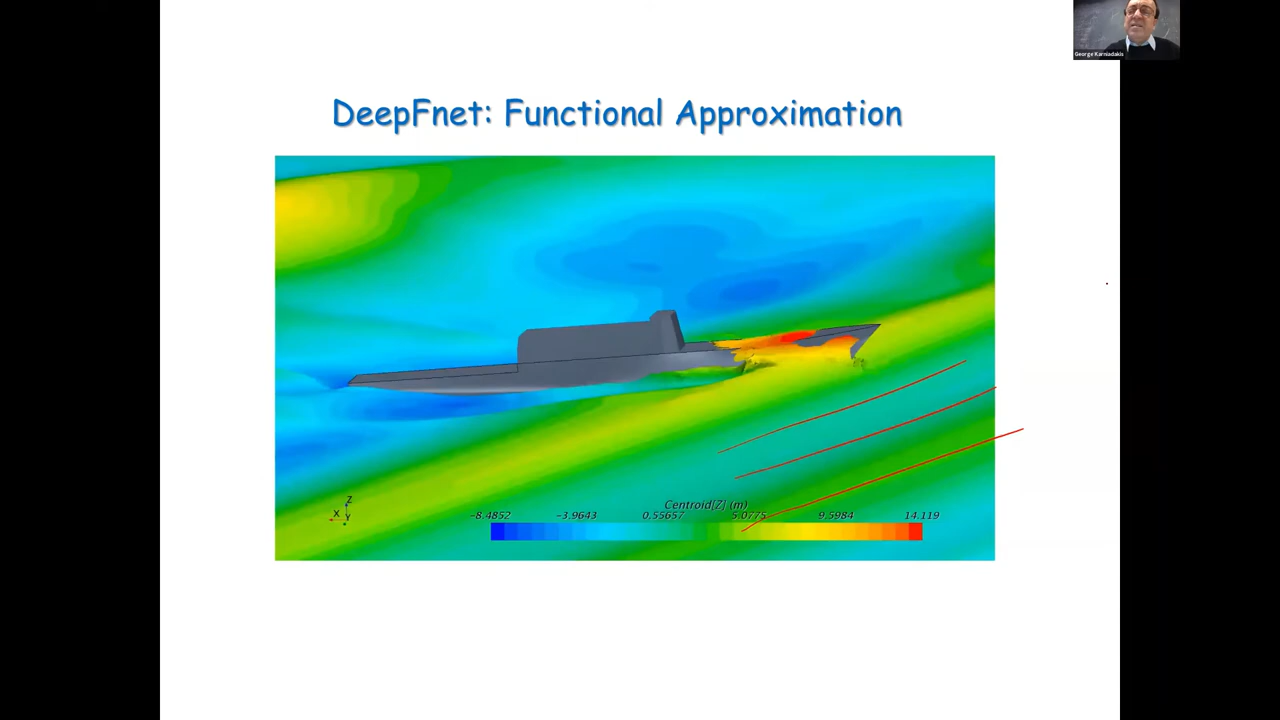 George Karniadakis
DeepFnet: Functional Approximation
Z
X
Y
Centroid[Z] (m)
-8.4852 -3.9643 0.55657 5.0775 9.5984 14.119